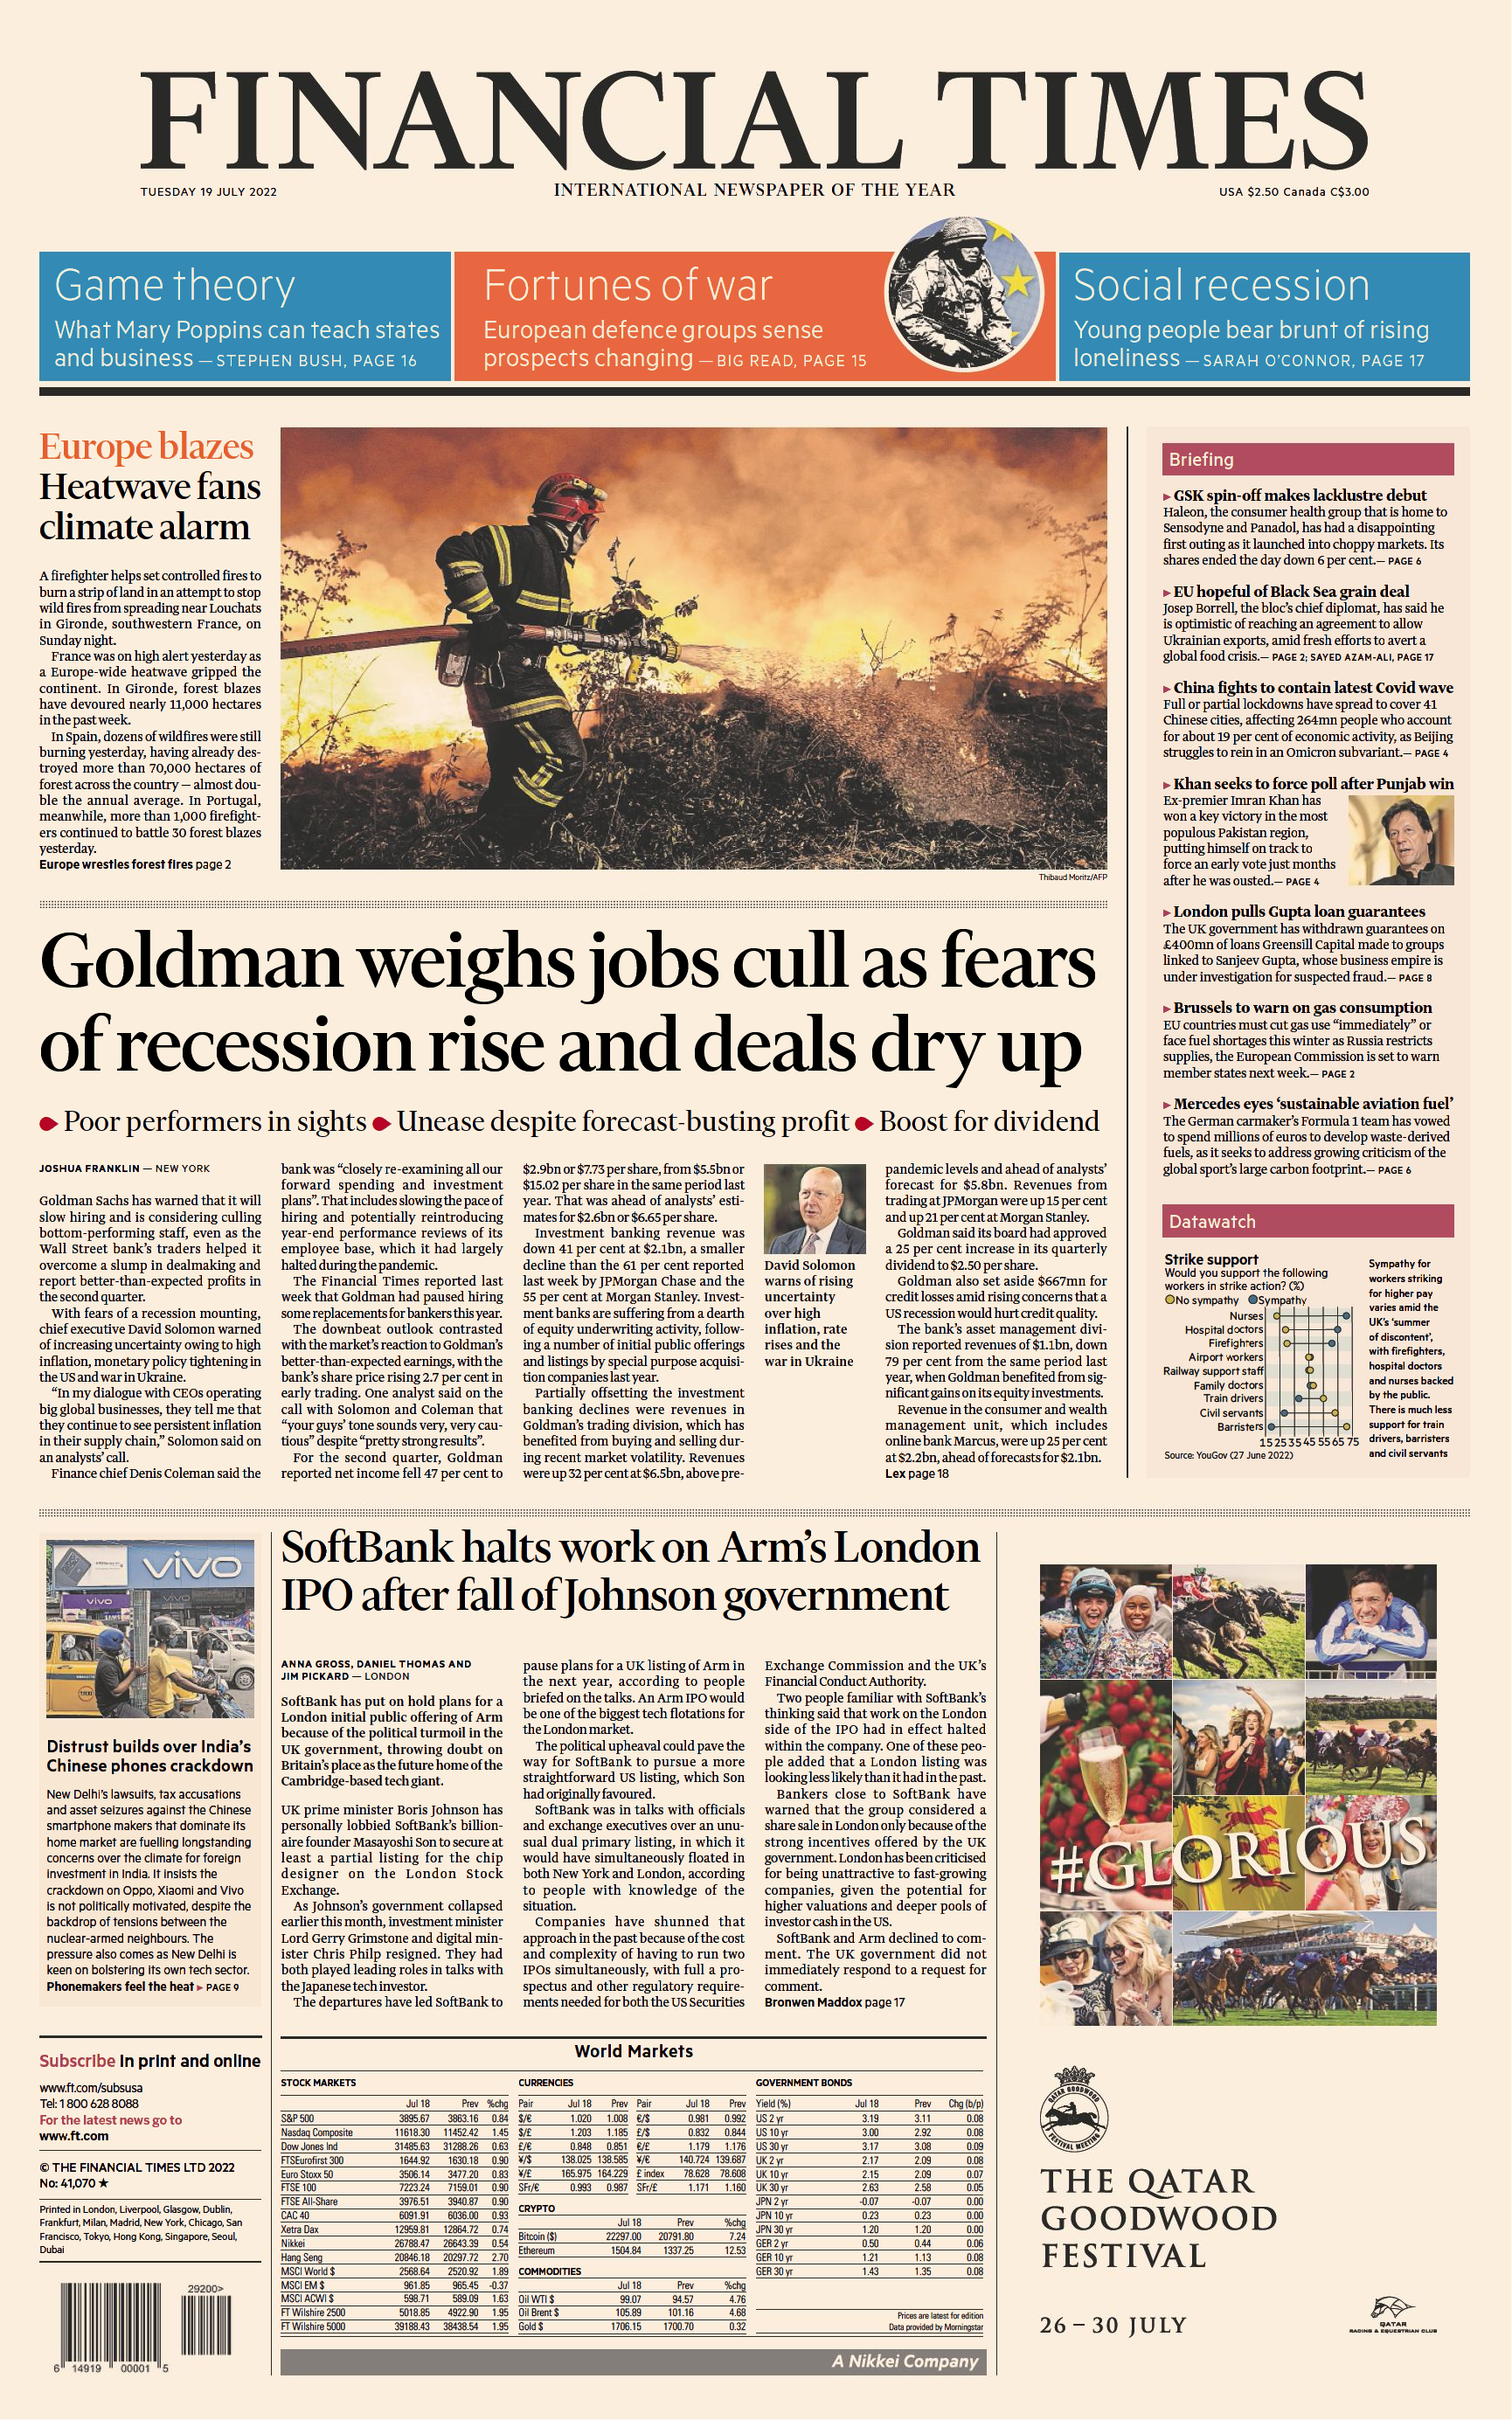 FINANCIAL TIMES
TUESDAY 19 JULY 2022
INTERNATIONAL NEWSPAPER OF THE YEAR
USA $2.50 Canada C$3.00
Game theory
What Mary Poppins can teach states
and business — STEPHEN BUSH, PAGE 16
Fortunes of war
European defence groups sense
prospects changing — BIG READ, PAGE 15
Social recession
Young people bear brunt of rising
loneliness — SARAH O'CONNOR, PAGE 17
Europe blazes
Heatwave fans
climate alarm
A firefighter helps set controlled fires to
burn a strip of land in an attempt to stop
wild fires from spreading near Louchats
in Gironde, southwestern France, on
Sunday night.
France was on high alert yesterday as
a Europe-wide heatwave gripped the
continent. In Gironde, forest blazes
have devoured nearly 11,000 hectares
in the past week.
In Spain, dozens of wildfires were still
burning yesterday, having already des-
troyed more than 70,000 hectares of
forest across the country — almost dou-
ble the annual average. In Portugal,
meanwhile, more than 1,000 firefight-
ers continued to battle 30 forest blazes
yesterday.
Europe wrestles forest fires page 2
Thibaud Moritz/AFP
Goldman weighs jobs cull as fears
of recession rise and deals dry up
Poor performers in sights Unease despite forecast-busting profit Boost for dividend
JOSHUA FRANKLIN — NEW YORK
Goldman Sachs has warned that it will
slow hiring and is considering culling
bottom-performing staff, even as the
Wall Street bank's traders helped it
overcome a slump in dealmaking and
report better-than-expected profits in
the second quarter.
With fears of a recession mounting,
chief executive David Solomon warned
of increasing uncertainty owing to high
inflation, monetary policy tightening in
the US and war in Ukraine.
"In my dialogue with CEOs operating
big global businesses, they tell me that
they continue to see persistent inflation
in their supply chain," Solomon said on
an analysts' call.
Finance chief Denis Coleman said the
bank was "closely re-examining all our
forward spending and investment
plans". That includes slowing the pace of
hiring and potentially reintroducing
year-end performance reviews of its
employee base, which it had largely
halted during the pandemic.
The Financial Times reported last
week that Goldman had paused hiring
some replacements for bankers this year.
The downbeat outlook contrasted
with the market's reaction to Goldman's
better-than-expected earnings, with the
bank's share price rising 2.7 per cent in
early trading. One analyst said on the
call with Solomon and Coleman that
"your guys' tone sounds very, very cau-
tious" despite "pretty strong results".
For the second quarter, Goldman
reported net income fell 47 per cent to
$2.9bn or $7.73 per share, from $5.5bn or
$15.02 per share in the same period last
year. That was ahead of analysts' esti-
mates for $2.6bn or $6.65 per share.
Investment banking revenue was
down 41 per cent at $2.1bn, a smaller
decline than the 61 per cent reported
last week by JPMorgan Chase and the
55 per cent at Morgan Stanley. Invest-
ment banks are suffering from a dearth
of equity underwriting activity, follow-
ing a number of initial public offerings
and listings by special purpose acquisi-
tion companies last year.
Partially offsetting the investment
banking declines were revenues in
Goldman's trading division, which has
benefited from buying and selling dur-
ing recent market volatility. Revenues
were up 32 per cent at $6.5bn, above pre-
David Solomon
warns of rising
uncertainty
over high
inflation, rate
rises and the
war in Ukraine
pandemic levels and ahead of analysts'
forecast for $5.8bn. Revenues from
trading at JPMorgan were up 15 per cent
and up 21 per cent at Morgan Stanley.
Goldman said its board had approved
a 25 per cent increase in its quarterly
dividend to $2.50 per share.
Goldman also set aside $667mn for
credit losses amid rising concerns that a
US recession would hurt credit quality.
The bank's asset management divi-
sion reported revenues of $1.1bn, down
79 per cent from the same period last
year, when Goldman benefited from sig-
nificant gains on its equity investments.
Revenue in the consumer and wealth
management unit, which includes
online bank Marcus, were up 25 per cent
at $2.2bn, ahead of forecasts for $2.1bn.
Lex page 18
Briefing
GSK spin-off makes lacklustre debut
Haleon, the consumer health group that is home to
Sensodyne and Panadol, has had a disappointing
first outing as it launched into choppy markets. Its
shares ended the day down 6 per cent.— PAGE 6
EU hopeful of Black Sea grain deal
Josep Borrell, the bloc's chief diplomat, has said he
is optimistic of reaching an agreement to allow
Ukrainian exports, amid fresh efforts to avert a
global food crisis.— PAGE 2; SAYED AZAM-ALI, PAGE 17
China fights to contain latest Covid wave
Full or partial lockdowns have spread to cover 41
Chinese cities, affecting 264mn people who account
for about 19 per cent of economic activity, as Beijing
struggles to rein in an Omicron subvariant.— PAGE 4
Khan seeks to force poll after Punjab win
Ex-premier Imran Khan has
won a key victory in the most
populous Pakistan region,
putting himself on track to
force an early vote just months
after he was ousted.— PAGE 4
London pulls Gupta loan guarantees
The UK government has withdrawn guarantees on
£400mn of loans Greensill Capital made to groups
linked to Sanjeev Gupta, whose business empire is
under investigation for suspected fraud.— PAGE 8
Brussels to warn on gas consumption
EU countries must cut gas use "immediately" or
face fuel shortages this winter as Russia restricts
supplies, the European Commission is set to warn
member states next week.— PAGE 2
Mercedes eyes 'sustainable aviation fuel'
The German carmaker's Formula 1 team has vowed
to spend millions of euros to develop waste-derived
fuels, as it seeks to address growing criticism of the
global sport's large carbon footprint.— PAGE 6
Datawatch
Strike support
Would you support the following
workers in strike action? (%)
No sympathy Sympathy
Nurses
Hospital doctors
Firefighters
Airport workers
Railway support staff
Family doctors
Train drivers
Civil servants
Barristers
15 25 35 45 55 65 75
Source: YouGov (27 June 2022)
Sympathy for
workers striking
for higher pay
varies amid the
UK's 'summer
of discontent',
with firefighters,
hospital doctors
and nurses backed
by the public.
There is much less
support for train
drivers, barristers
and civil servants
vivo
vivo
Distrust builds over India's
Chinese phones crackdown
New Delhi's lawsuits, tax accusations
and asset seizures against the Chinese
smartphone makers that dominate its
home market are fuelling longstanding
concerns over the climate for foreign
investment in India. It insists the
crackdown on Oppo, Xiaomi and Vivo
is not politically motivated, despite the
backdrop of tensions between the
nuclear-armed neighbours. The
pressure also comes as New Delhi is
keen on bolstering its own tech sector.
Phonemakers feel the heat PAGE 9
Subscribe In print and online
www.ft.com/subsusa
Tel: 1 800 628 8088
For the latest news go to
www.ft.com
© THE FINANCIAL TIMES LTD 2022
No: 41,070 ★
Printed in London, Liverpool, Glasgow, Dublin,
Frankfurt, Milan, Madrid, New York, Chicago, San
Francisco, Tokyo, Hong Kong, Singapore, Seoul,
Dubai
29200>
6 14919 00001 5
SoftBank halts work on Arm's London
IPO after fall of Johnson government
ANNA GROSS, DANIEL THOMAS AND
JIM PICKARD — LONDON
SoftBank has put on hold plans for a
London initial public offering of Arm
because of the political turmoil in the
UK government, throwing doubt on
Britain's place as the future home of the
Cambridge-based tech giant.
UK prime minister Boris Johnson has
personally lobbied SoftBank's billion-
aire founder Masayoshi Son to secure at
least a partial listing for the chip
designer on the London Stock
Exchange.
As Johnson's government collapsed
earlier this month, investment minister
Lord Gerry Grimstone and digital min-
ister Chris Philp resigned. They had
both played leading roles in talks with
the Japanese tech investor.
The departures have led SoftBank to
pause plans for a UK listing of Arm in
the next year, according to people
briefed on the talks. An Arm IPO would
be one of the biggest tech flotations for
the London market.
The political upheaval could pave the
way for SoftBank to pursue a more
straightforward US listing, which Son
had originally favoured.
SoftBank was in talks with officials
and exchange executives over an unu-
sual dual primary listing, in which it
would have simultaneously floated in
both New York and London, according
to people with knowledge of the
situation.
Companies have shunned that
approach in the past because of the cost
and complexity of having to run two
IPOs simultaneously, with full a pro-
spectus and other regulatory require-
ments needed for both the US Securities
Exchange Commission and the UK's
Financial Conduct Authority.
Two people familiar with SoftBank's
thinking said that work on the London
side of the IPO had in effect halted
within the company. One of these peo-
ple added that a London listing was
looking less likely than it had in the past.
Bankers close to SoftBank have
warned that the group considered a
share sale in London only because of the
strong incentives offered by the UK
government. London has been criticised
for being unattractive to fast-growing
companies, given the potential for
higher valuations and deeper pools of
investor cash in the US.
SoftBank and Arm declined to com-
ment. The UK government did not
immediately respond to a request for
comment.
Bronwen Maddox page 17
World Markets
STOCK MARKETS
Jul 18 Prev %chg
S&P 500 3895.67 3863.16 0.84
Nasdaq Composite 11618.30 11452.42 1.45
Dow Jones Ind 31485.63 31288.26 0.63
FTSEurofirst 300 1644.92 1630.18 0.90
Euro Stoxx 50 3506.14 3477.20 0.83
FTSE 100 7223.24 7159.01 0.90
FTSE All-Share 3976.51 3940.87 0.90
CAC 40 6091.91 6036.00 0.93
Xetra Dax 12959.81 12864.72 0.74
Nikkei 26788.47 26643.39 0.54
Hang Seng 20846.18 20297.72 2.70
MSCI World $ 2568.64 2520.92 1.89
MSCI EM $ 961.85 965.45 -0.37
MSCI ACWI $ 598.71 589.09 1.63
FT Wilshire 2500 5018.85 4922.90 1.95
FT Wilshire 5000 39188.43 38438.54 1.95
CURRENCIES
Pair Jul 18 Prev Pair Jul 18 Prev
$/€ 1.020 1.008 €/$ 0.981 0.992
$/£ 1.203 1.185 £/$ 0.832 0.844
£/€ 0.848 0.851 €/£ 1.179 1.176
¥/$ 138.025 138.585 ¥/€ 140.724 139.687
¥/£ 165.975 164.229 £ index 78.628 78.608
SFr/€ 0.993 0.987 SFr/£ 1.171 1.160
CRYPTO
Jul 18 Prev %chg
Bitcoin ($) 22297.00 20791.80 7.24
Ethereum 1504.84 1337.25 12.53
COMMODITIES
Jul 18 Prev %chg
Oil WTI $ 99.07 94.57 4.76
Oil Brent $ 105.89 101.16 4.68
Gold $ 1706.15 1700.70 0.32
GOVERNMENT BONDS
Yield (%) Jul 18 Prev Chg (b/p)
US 2 yr 3.19 3.11 0.08
US 10 yr 3.00 2.92 0.08
US 30 yr 3.17 3.08 0.09
UK 2 yr 2.17 2.09 0.08
UK 10 yr 2.15 2.09 0.07
UK 30 yr 2.63 2.58 0.05
JPN 2 yr -0.07 -0.07 0.00
JPN 10 yr 0.23 0.23 0.00
JPN 30 yr 1.20 1.20 0.00
GER 2 yr 0.50 0.44 0.06
GER 10 yr 1.21 1.13 0.08
GER 30 yr 1.43 1.35 0.08
Prices are latest for edition
Data provided by Morningstar
A Nikkei Company
#GLORIOUS
QATAR GOODWOOD
FESTIVAL MEETING
THE QATAR
GOODWOOD
FESTIVAL
26 – 30 JULY
QATAR
RACING & EQUESTRIAN CLUB